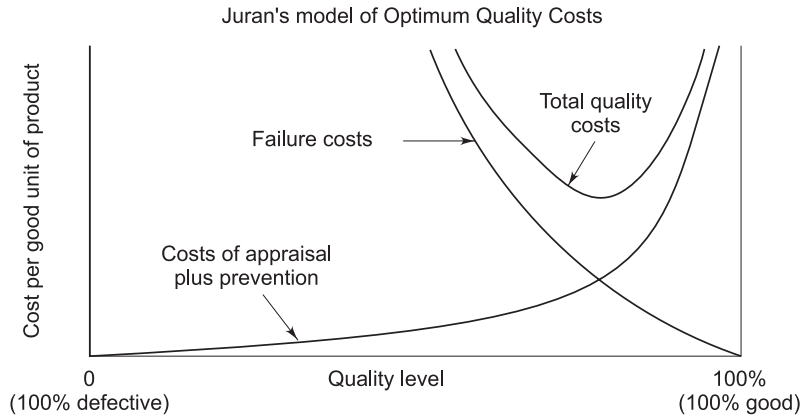 Juran's model of Optimum Quality Costs
Cost per good unit of product
Total quality
costs
Failure costs
Costs of appraisal
plus prevention
0
(100% defective)
Quality level
100%
(100% good)